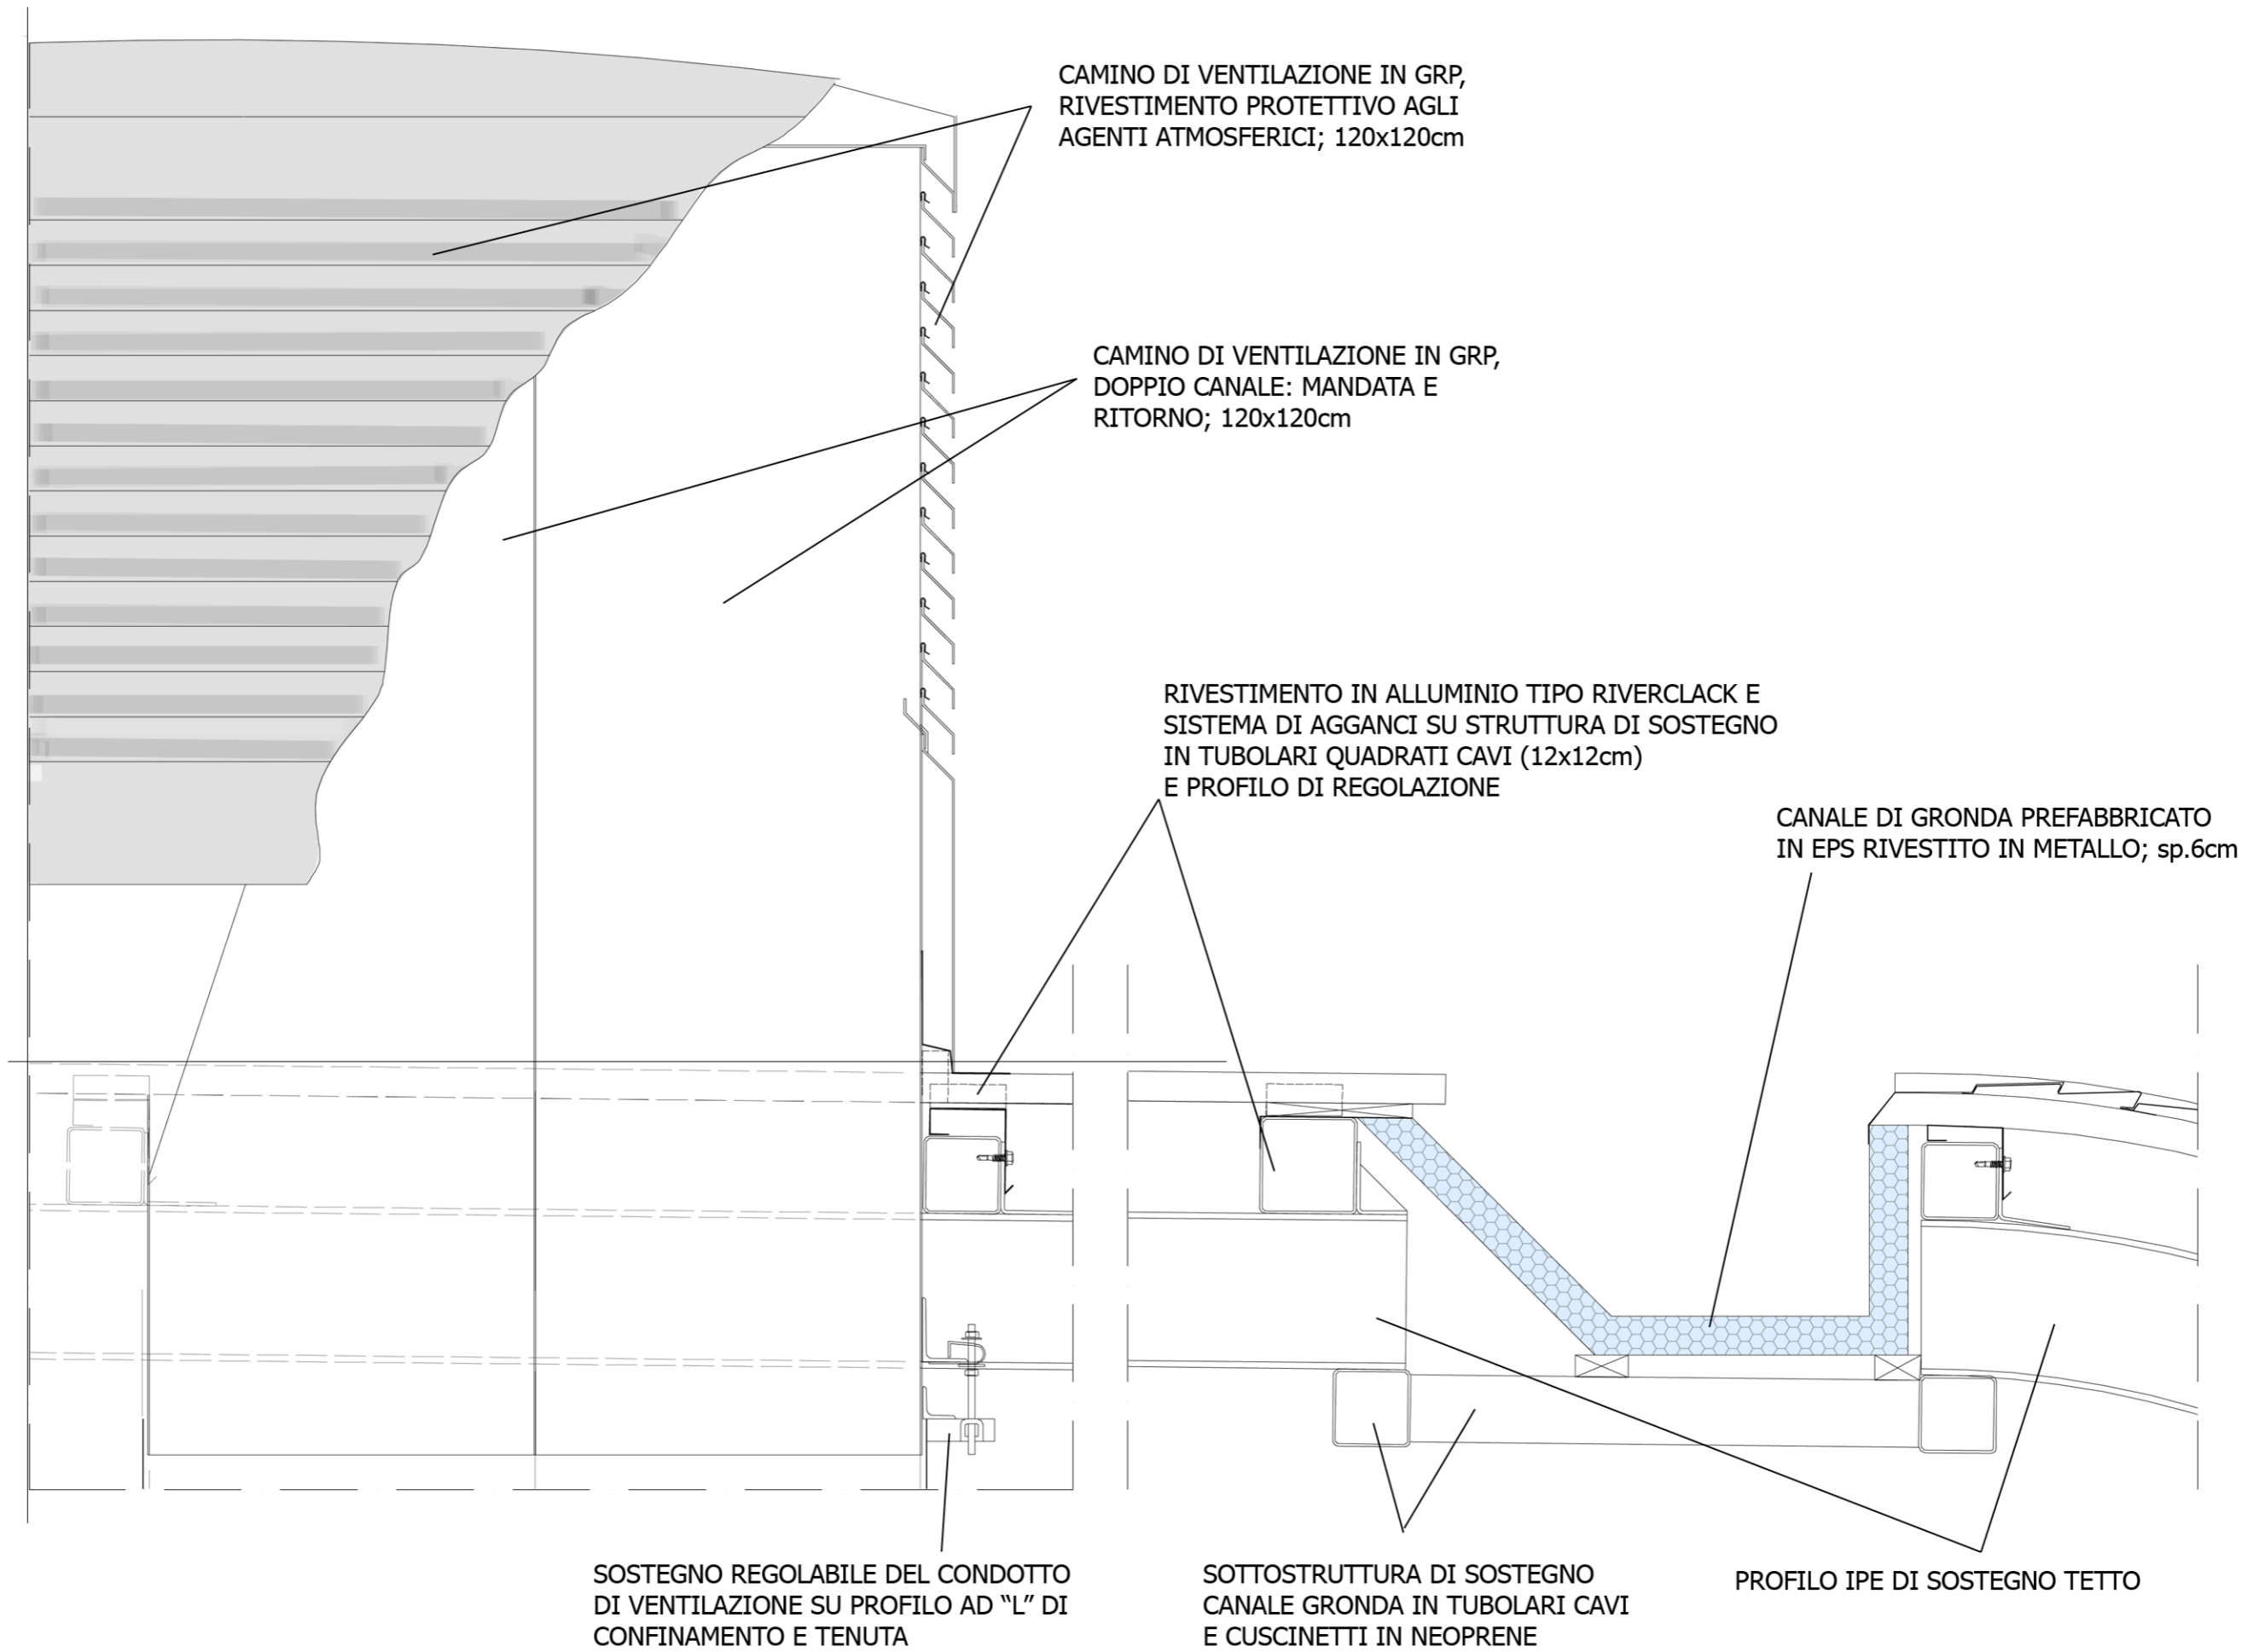 CAMINO DI VENTILAZIONE IN GRP,
RIVESTIMENTO PROTETTIVO AGLI
AGENTI ATMOSFERICI; 120x120cm
CAMINO DI VENTILAZIONE IN GRP,
DOPPIO CANALE: MANDATA E
RITORNO; 120x120cm
RIVESTIMENTO IN ALLUMINIO TIPO RIVERCLACK E
SISTEMA DI AGGANCI SU STRUTTURA DI SOSTEGNO
IN TUBOLARI QUADRATI CAVI (12x12cm)
E PROFILO DI REGOLAZIONE
CANALE DI GRONDA PREFABBRICATO
IN EPS RIVESTITO IN METALLO; sp.6cm
SOSTEGNO REGOLABILE DEL CONDOTTO
DI VENTILAZIONE SU PROFILO AD “L” DI
CONFINAMENTO E TENUTA
SOTTOSTRUTTURA DI SOSTEGNO
CANALE GRONDA IN TUBOLARI CAVI
E CUSCINETTI IN NEOPRENE
PROFILO IPE DI SOSTEGNO TETTO